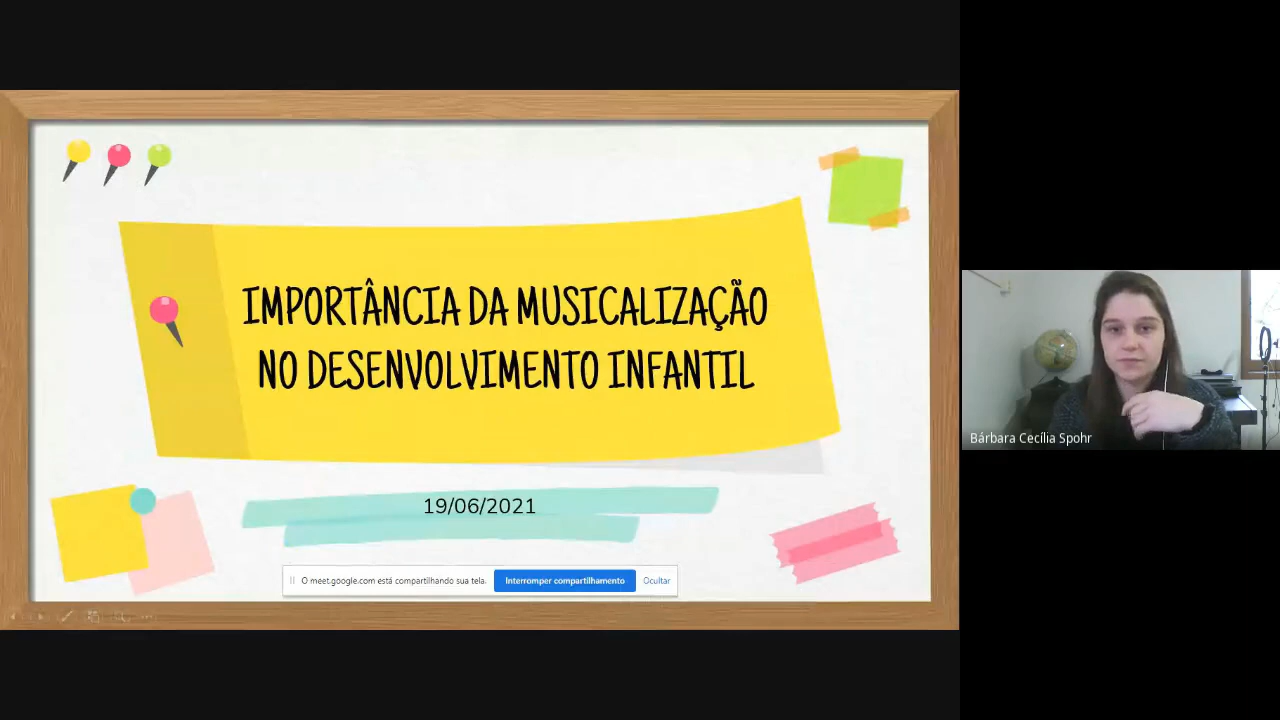 IMPORTÂNCIA DA MUSICALIZAÇÃO
NO DESENVOLVIMENTO INFANTIL
19/06/2021
O meet.google.com está compartilhando sua tela.
Interromper compartilhamento
Ocultar
Bárbara Cecília Spohr